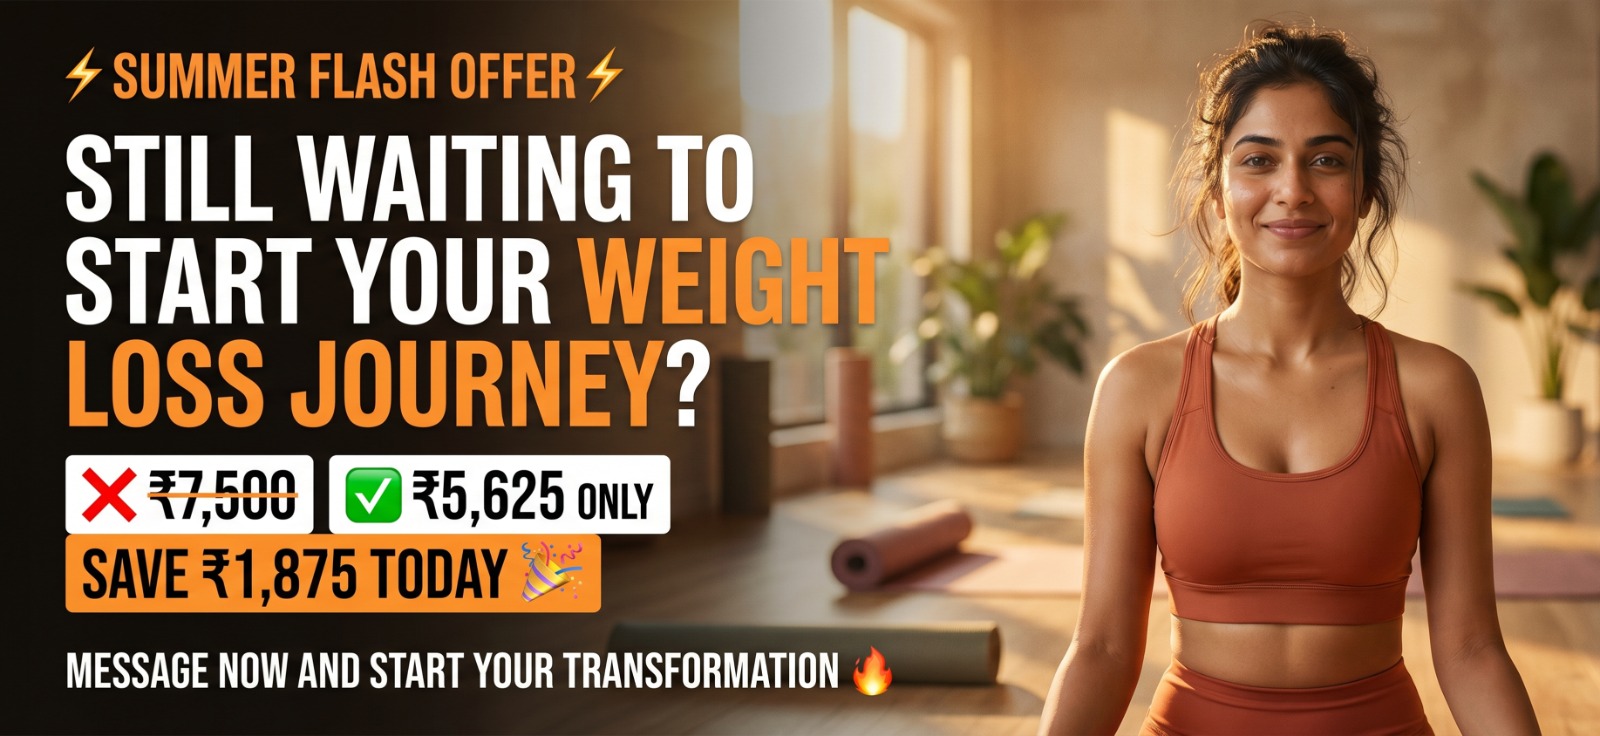 ⚡SUMMER FLASH OFFER⚡
STILL WAITING TO
START YOUR WEIGHT
LOSS JOURNEY?
❌ ₹7,500 ✅ ₹5,625 ONLY
SAVE ₹1,875 TODAY 🎉
MESSAGE NOW AND START YOUR TRANSFORMATION 🔥